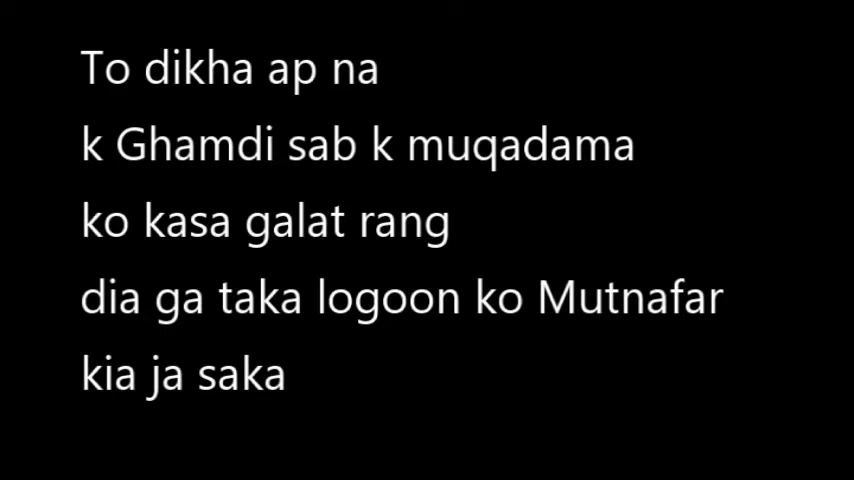 To dikha ap na
k Ghamdi sab k muqadama
ko kasa galat rang
dia ga taka logoon ko Mutnafar
kia ja saka